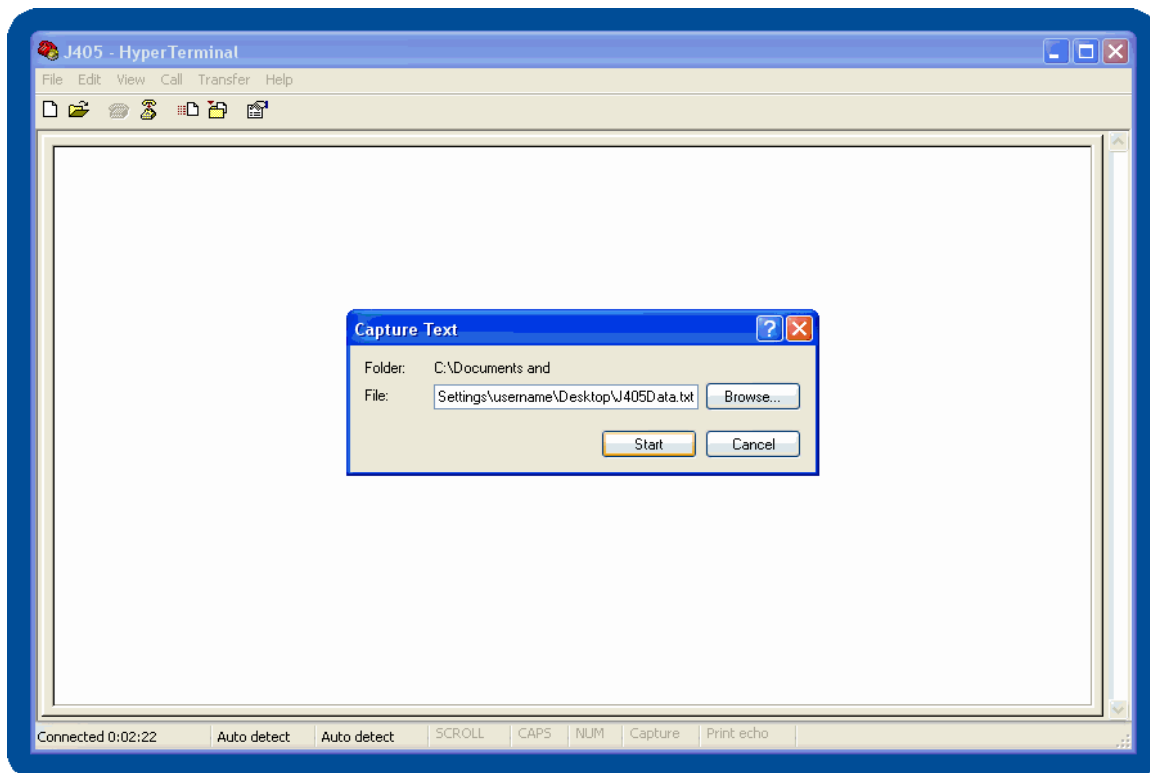 J405 - HyperTerminal
File Edit View Call Transfer Help
Capture Text
Folder: C:\Documents and
File: Settings\username\Desktop\J405Data.txt Browse...
Start Cancel
Connected 0:02:22 Auto detect Auto detect SCROLL CAPS NUM Capture Print echo